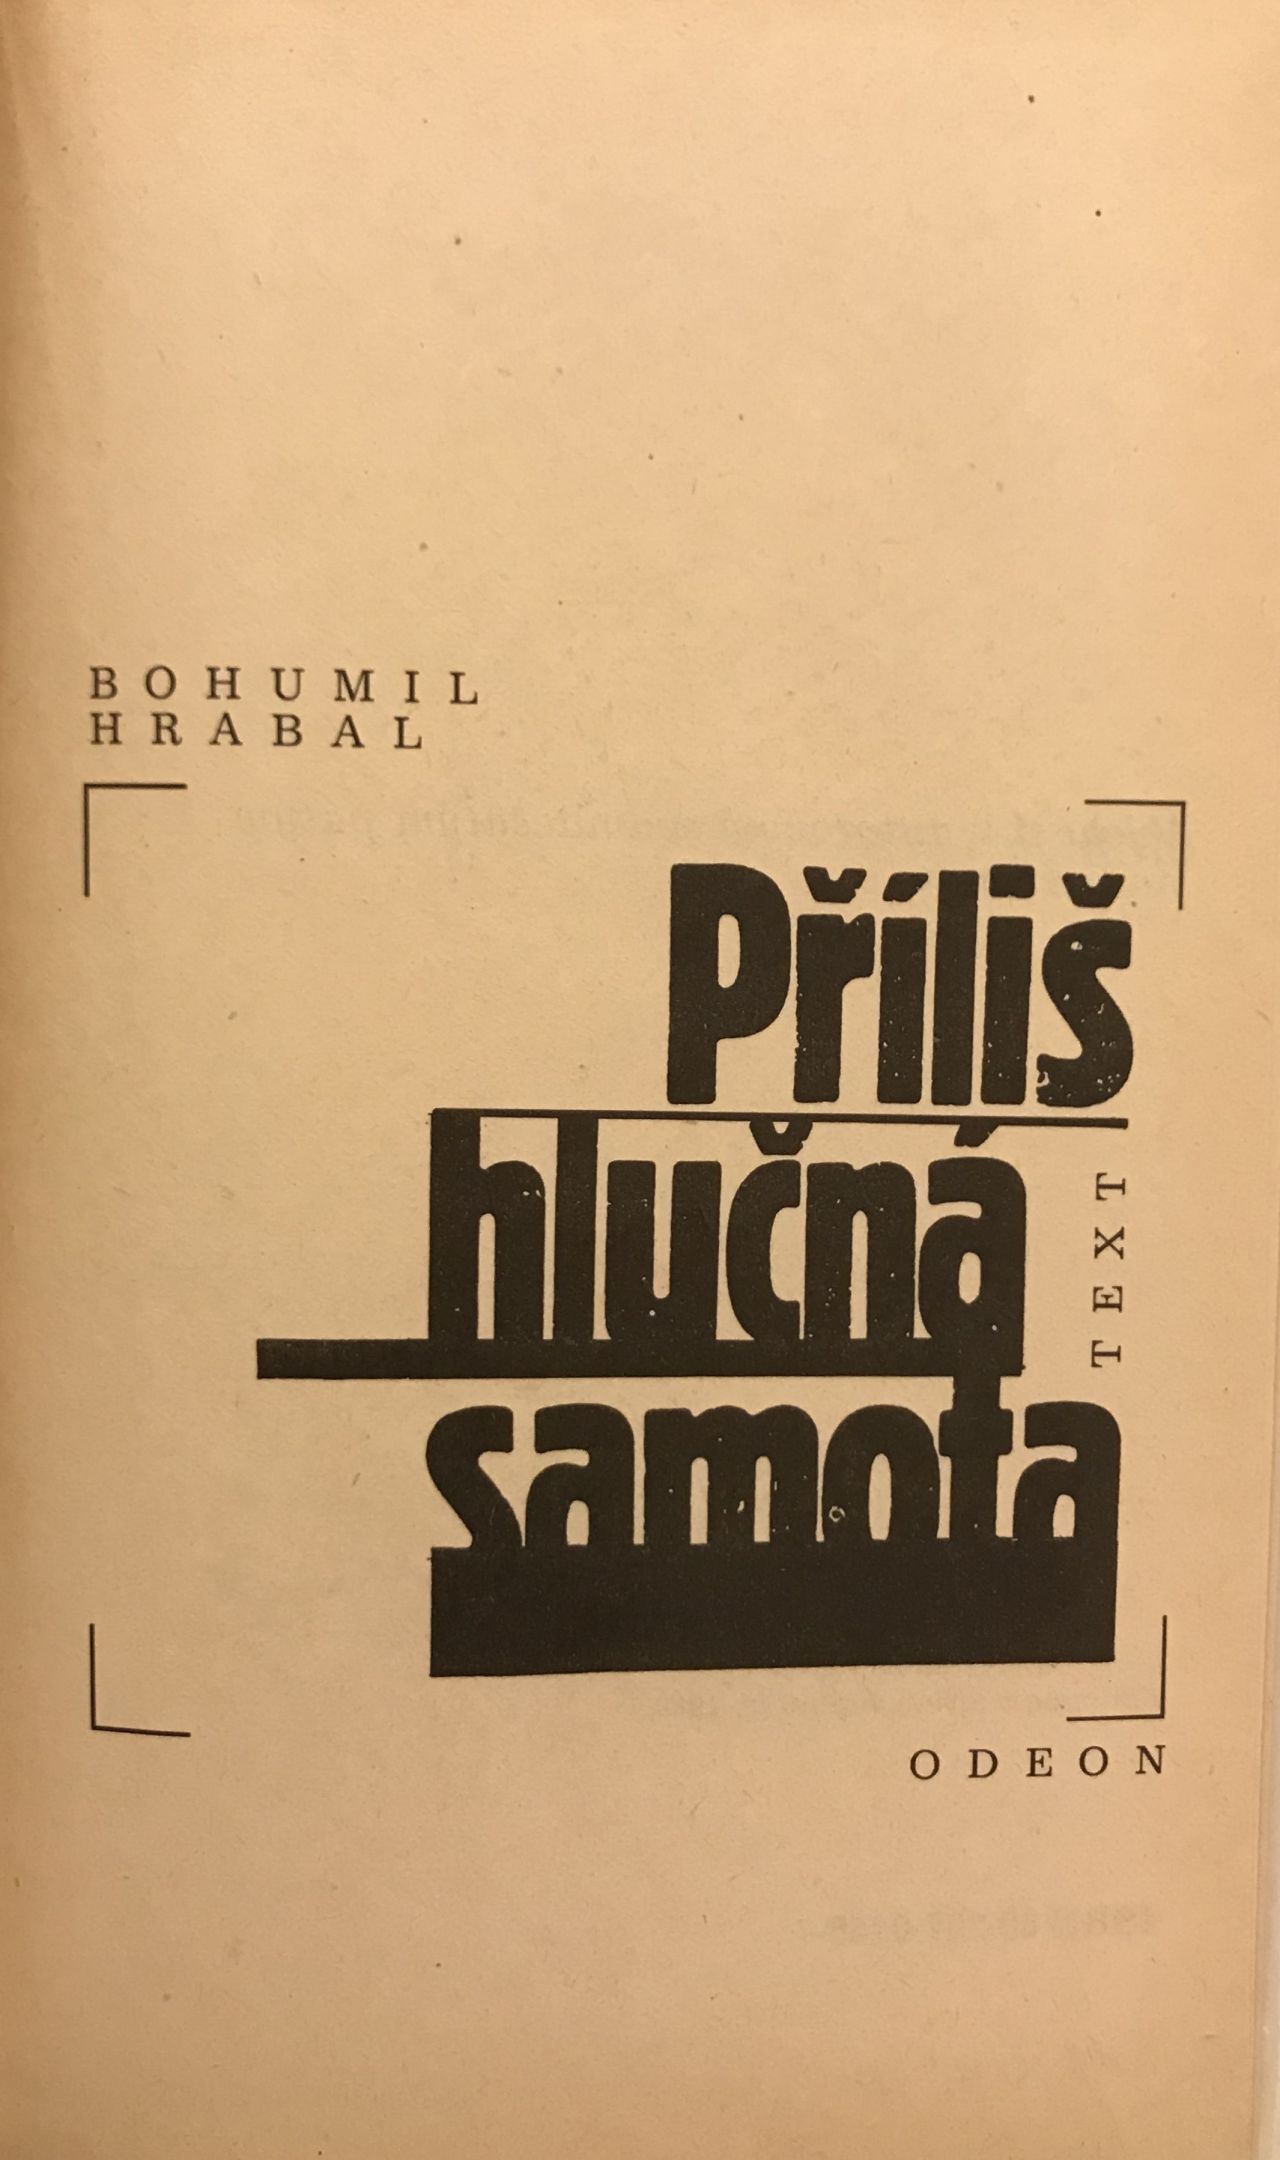 BOHUMIL
HRABAL
Příliš
hlučná
TEXT
samota
ODEON